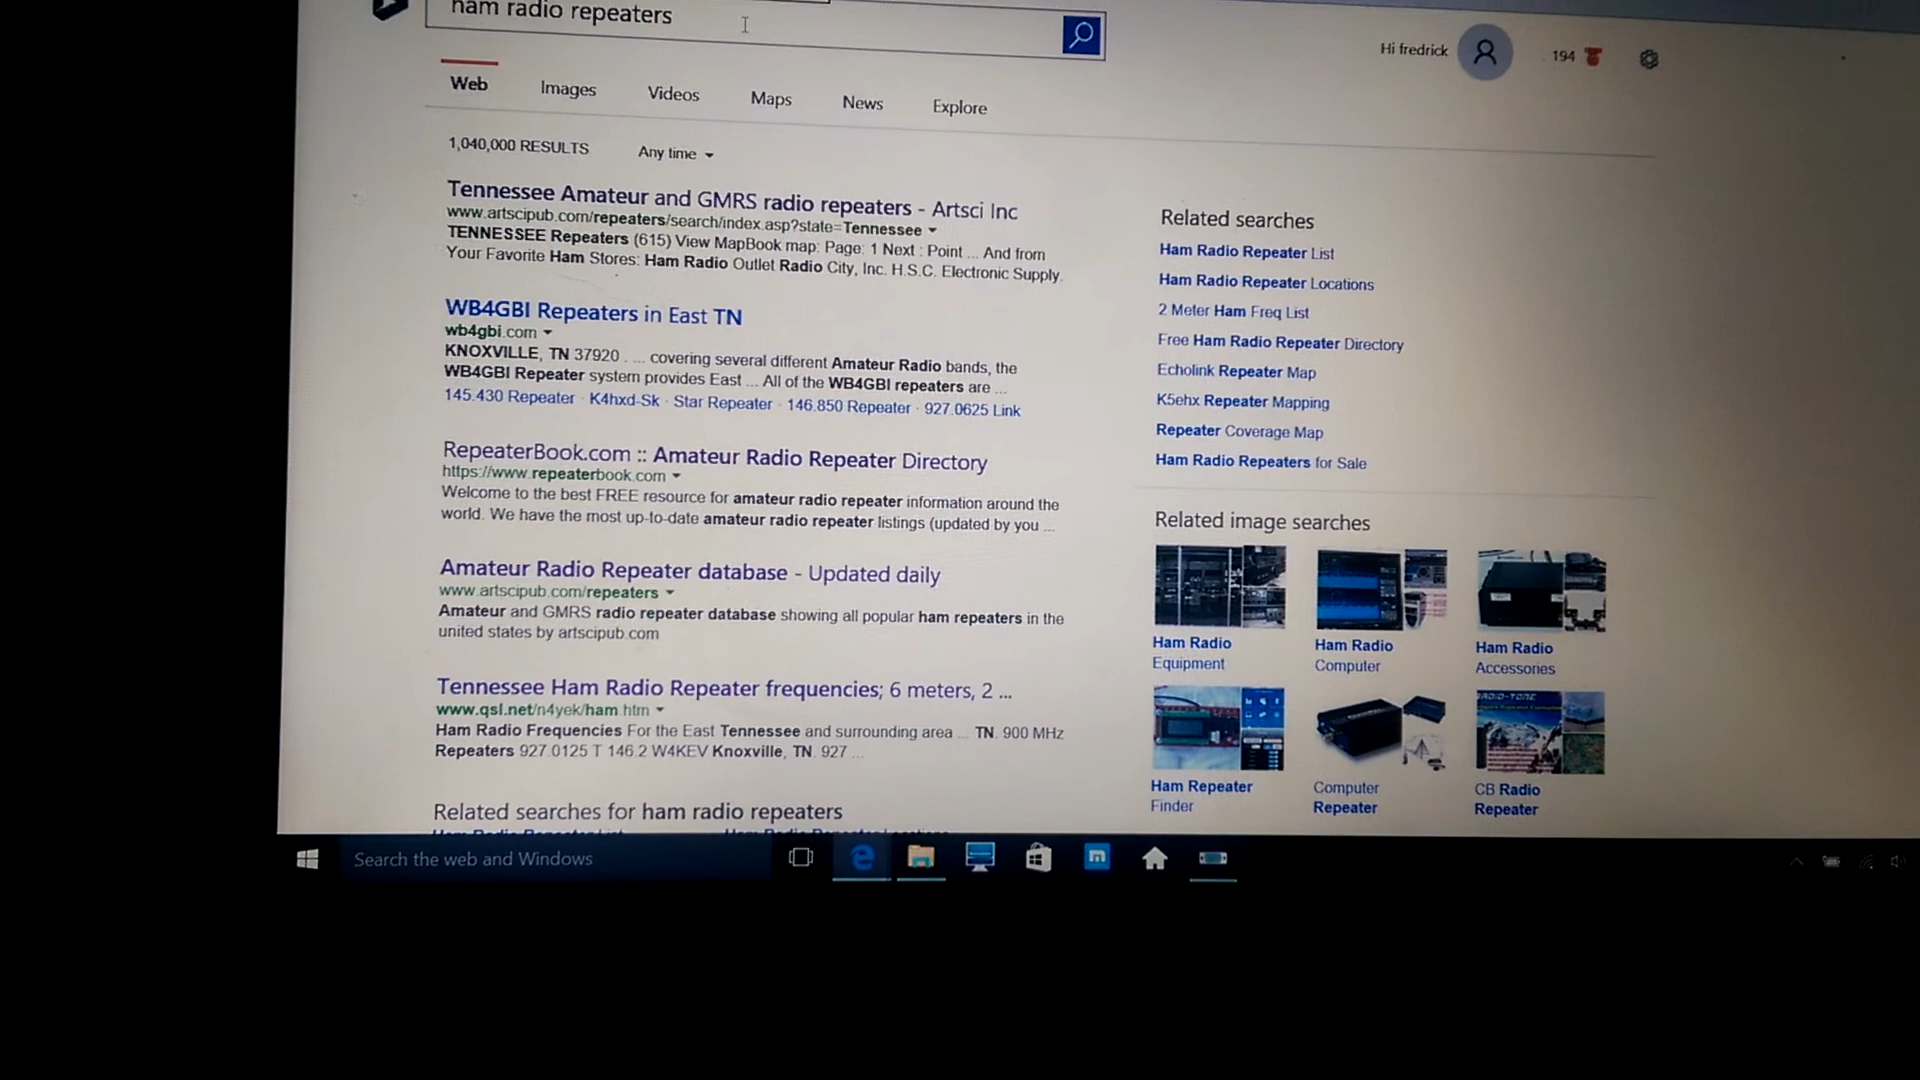 ham radio repeaters
Hi fredrick
194
Web Images Videos Maps News Explore
1,040,000 RESULTS Any time
Tennessee Amateur and GMRS radio repeaters - Artsci Inc
www.artscipub.com/repeaters/search/index.asp?state=Tennessee
TENNESSEE Repeaters (615) View MapBook map: Page: 1 Next : Point ... And from
Your Favorite Ham Stores: Ham Radio Outlet Radio City, Inc. H.S.C. Electronic Supply.
WB4GBI Repeaters in East TN
wb4gbi.com
KNOXVILLE, TN 37920 . ... covering several different Amateur Radio bands, the
WB4GBI Repeater system provides East ... All of the WB4GBI repeaters are ...
145.430 Repeater · K4hxd-Sk · Star Repeater · 146.850 Repeater · 927.0625 Link
RepeaterBook.com :: Amateur Radio Repeater Directory
https://www.repeaterbook.com
Welcome to the best FREE resource for amateur radio repeater information around the
world. We have the most up-to-date amateur radio repeater listings (updated by you ...
Amateur Radio Repeater database - Updated daily
www.artscipub.com/repeaters
Amateur and GMRS radio repeater database showing all popular ham repeaters in the
united states by artscipub.com
Tennessee Ham Radio Repeater frequencies; 6 meters, 2 ...
www.qsl.net/n4yek/ham.htm
Ham Radio Frequencies For the East Tennessee and surrounding area ... TN. 900 MHz
Repeaters 927.0125 T 146.2 W4KEV Knoxville, TN. 927 ...
Related searches for ham radio repeaters
Ham Radio Repeater List Ham Radio Repeater Locations
Related searches
Ham Radio Repeater List
Ham Radio Repeater Locations
2 Meter Ham Freq List
Free Ham Radio Repeater Directory
Echolink Repeater Map
K5ehx Repeater Mapping
Repeater Coverage Map
Ham Radio Repeaters for Sale
Related image searches
Ham Radio
Equipment
Ham Radio
Computer
Ham Radio
Accessories
Ham Repeater
Finder
Computer
Repeater
CB Radio
Repeater
Search the web and Windows